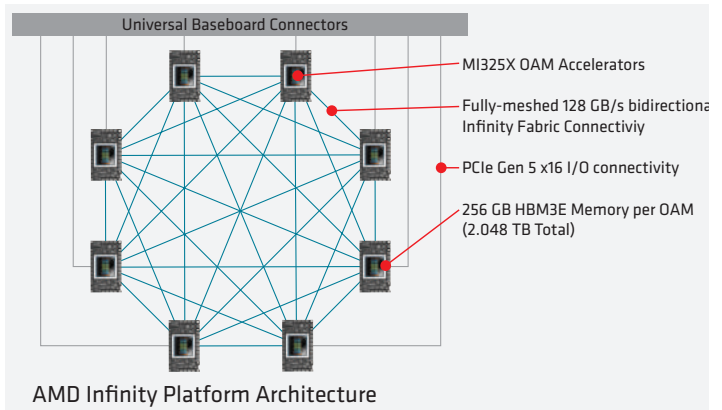 Universal Baseboard Connectors
MI325X OAM Accelerators
Fully-meshed 128 GB/s bidirectiona
Infinity Fabric Connectiviy
PCIe Gen 5 x16 I/O connectivity
256 GB HBM3E Memory per OAM
(2.048 TB Total)
AMD Infinity Platform Architecture